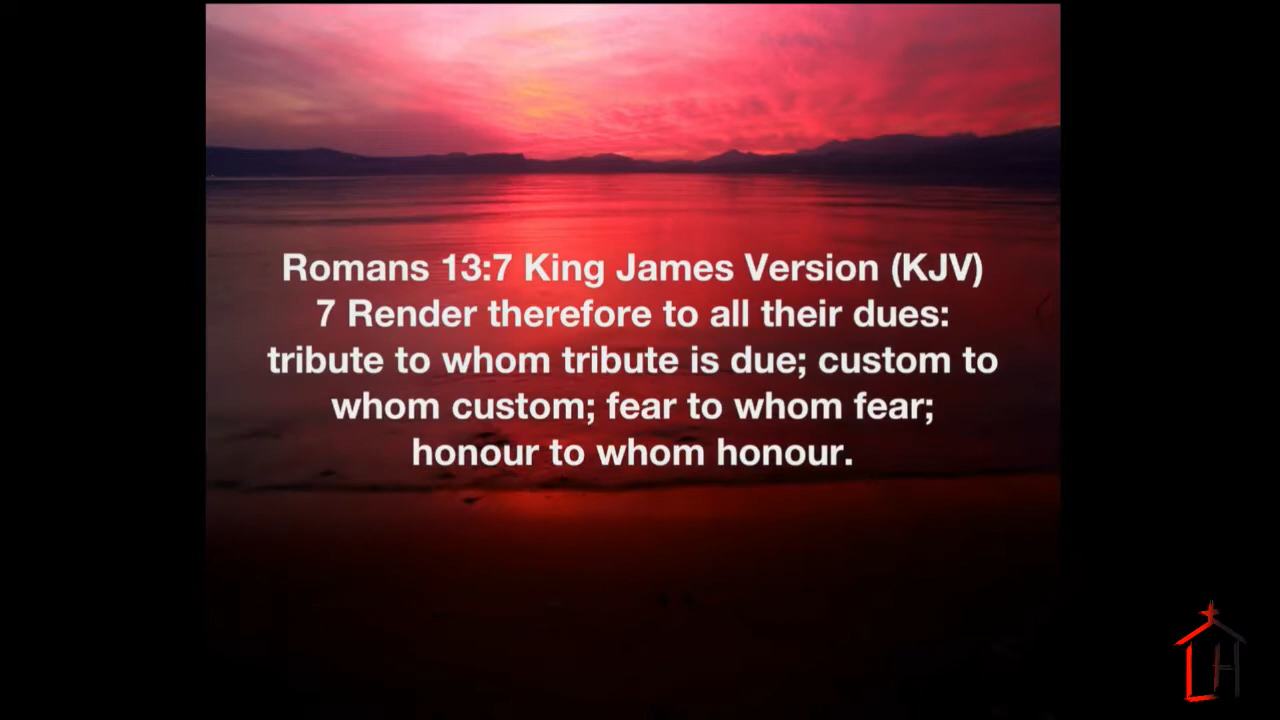 Romans 13:7 King James Version (KJV)
7 Render therefore to all their dues:
tribute to whom tribute is due; custom to
whom custom; fear to whom fear;
honour to whom honour.